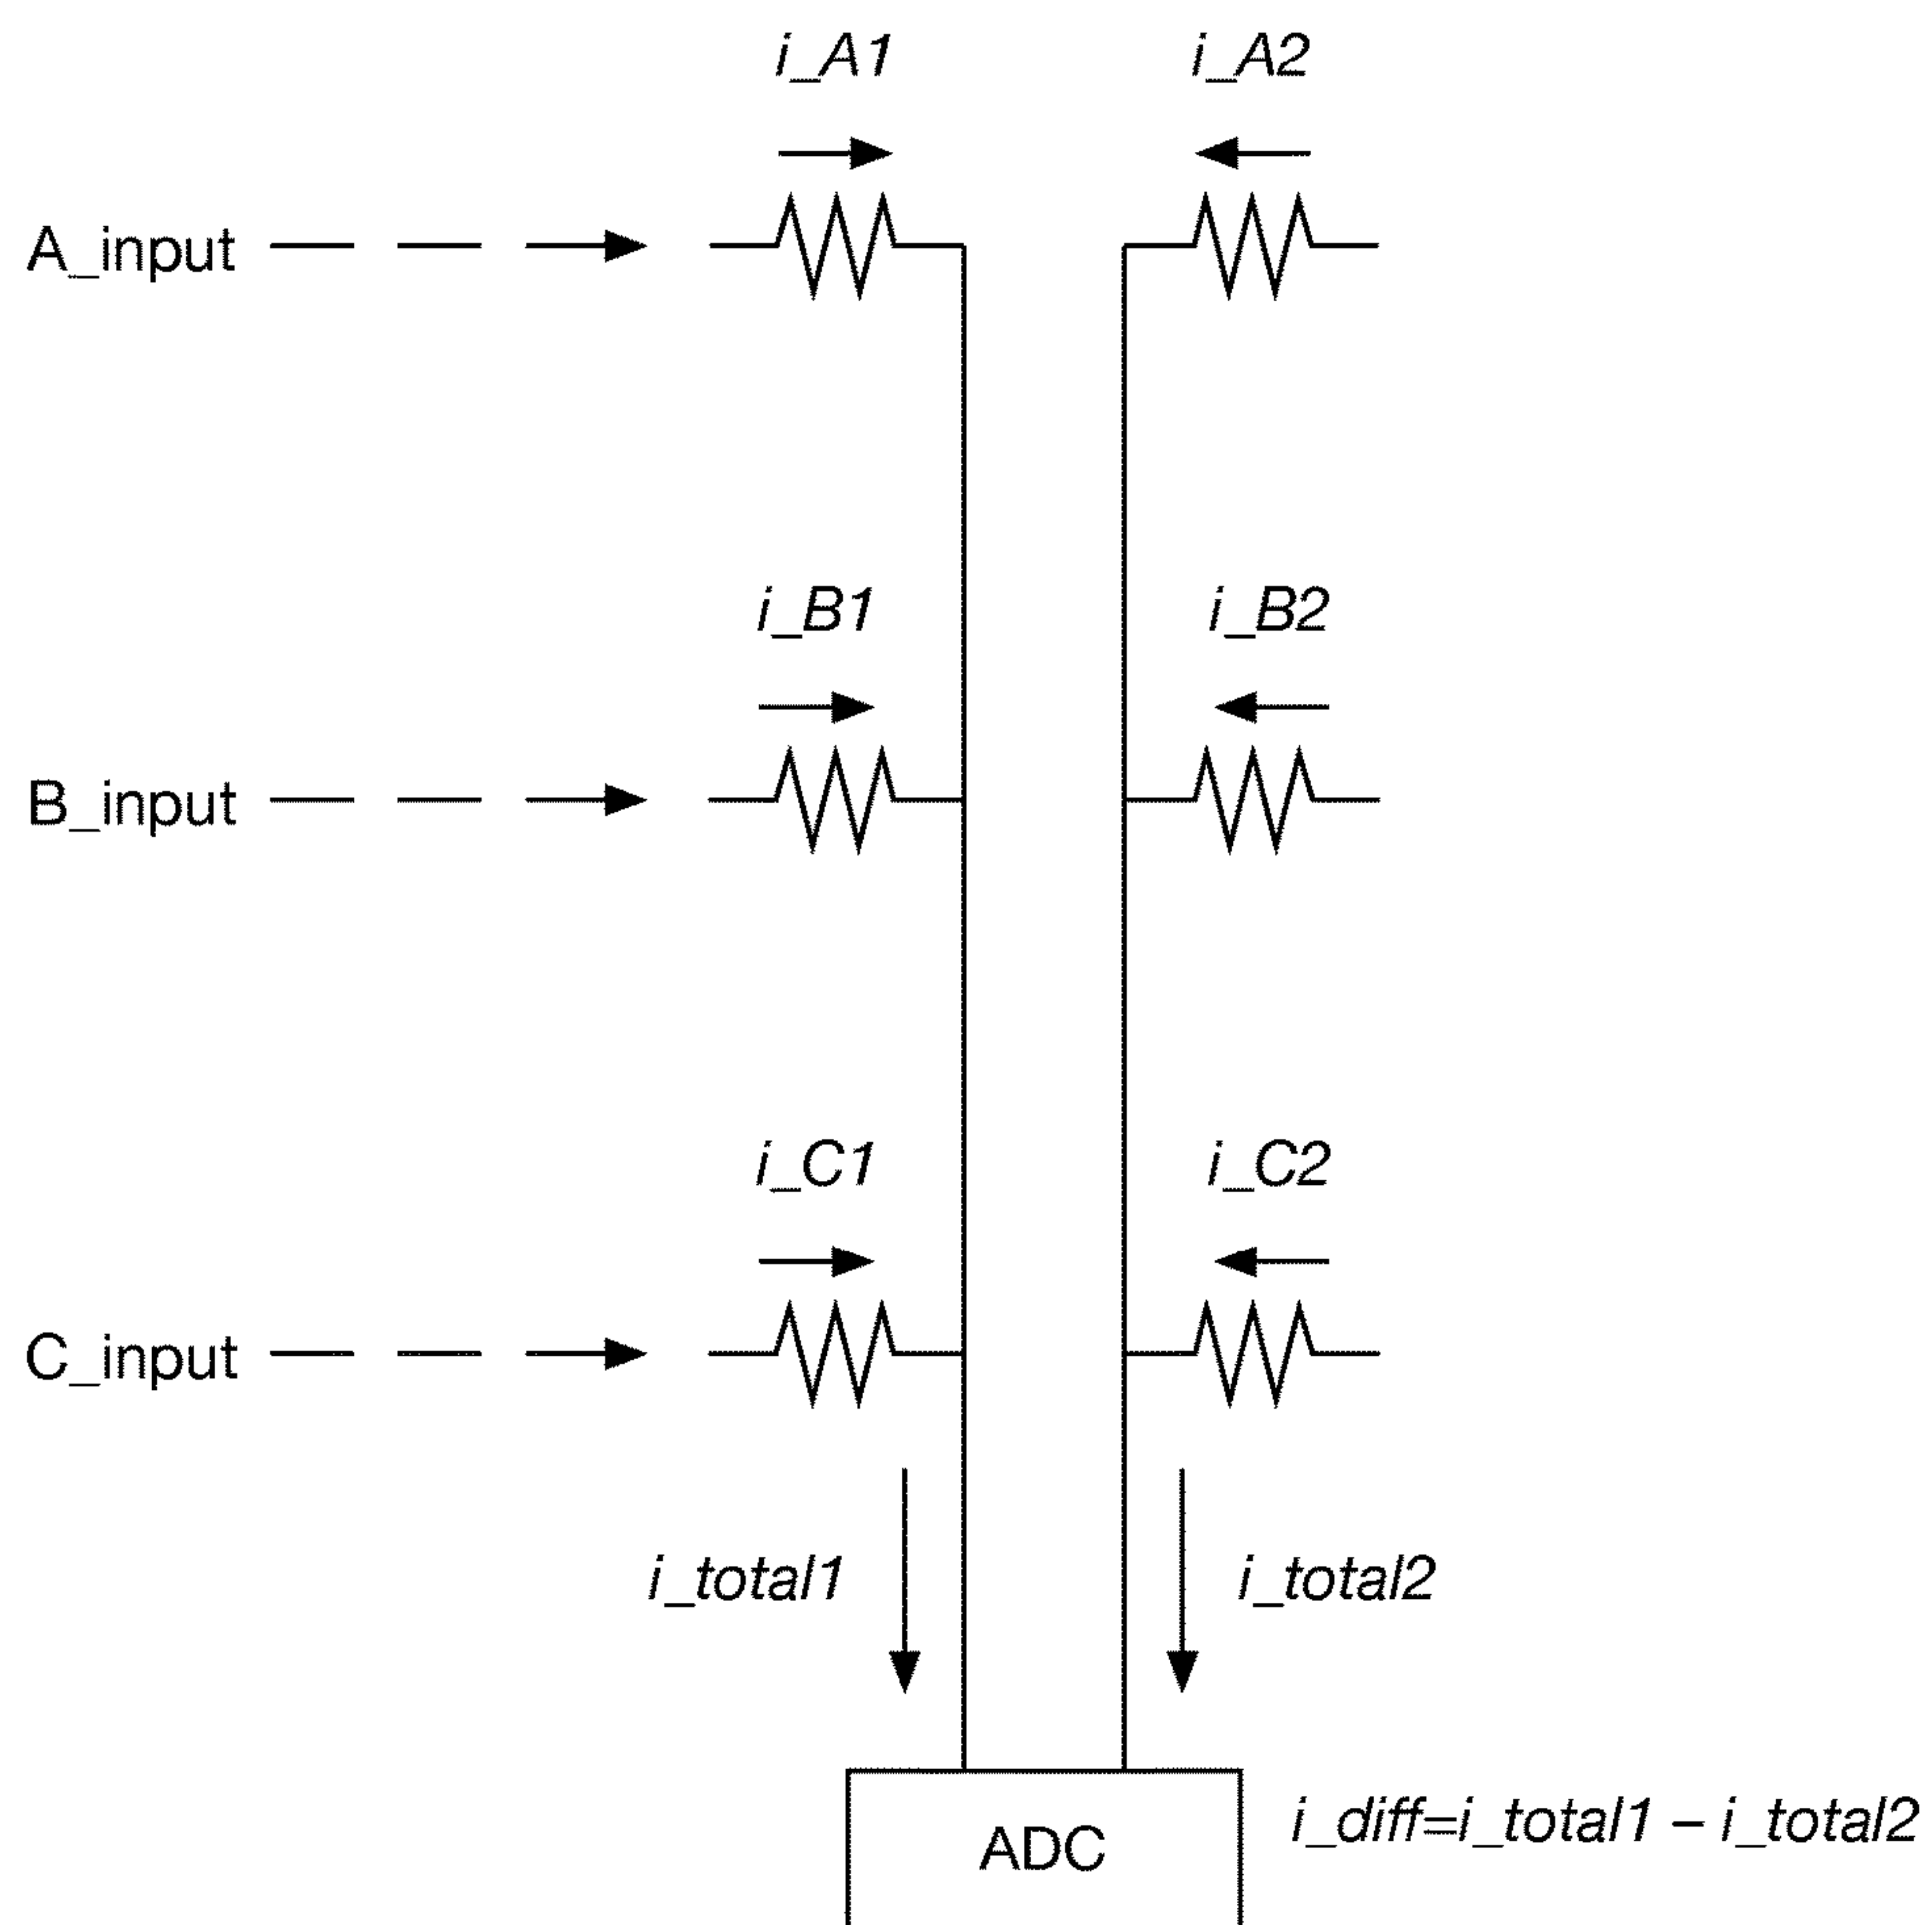 i_A1 i_A2
A_input
i_B1 i_B2
B_input
i_C1 i_C2
C_input
i_total1 i_total2
ADC
i_diff=i_total1 – i_total2